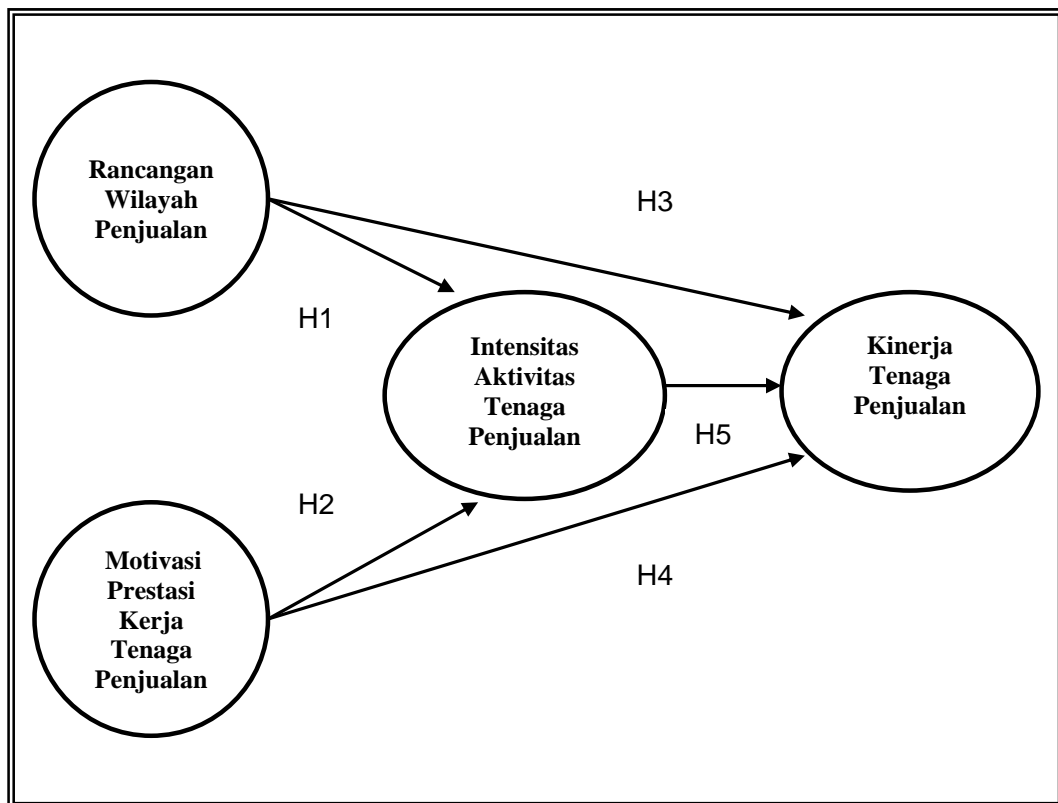 Rancangan
Wilayah
Penjualan
H3
H1
Intensitas
Aktivitas
Tenaga
Penjualan
Kinerja
Tenaga
Penjualan
H5
H2
H4
Motivasi
Prestasi
Kerja
Tenaga
Penjualan